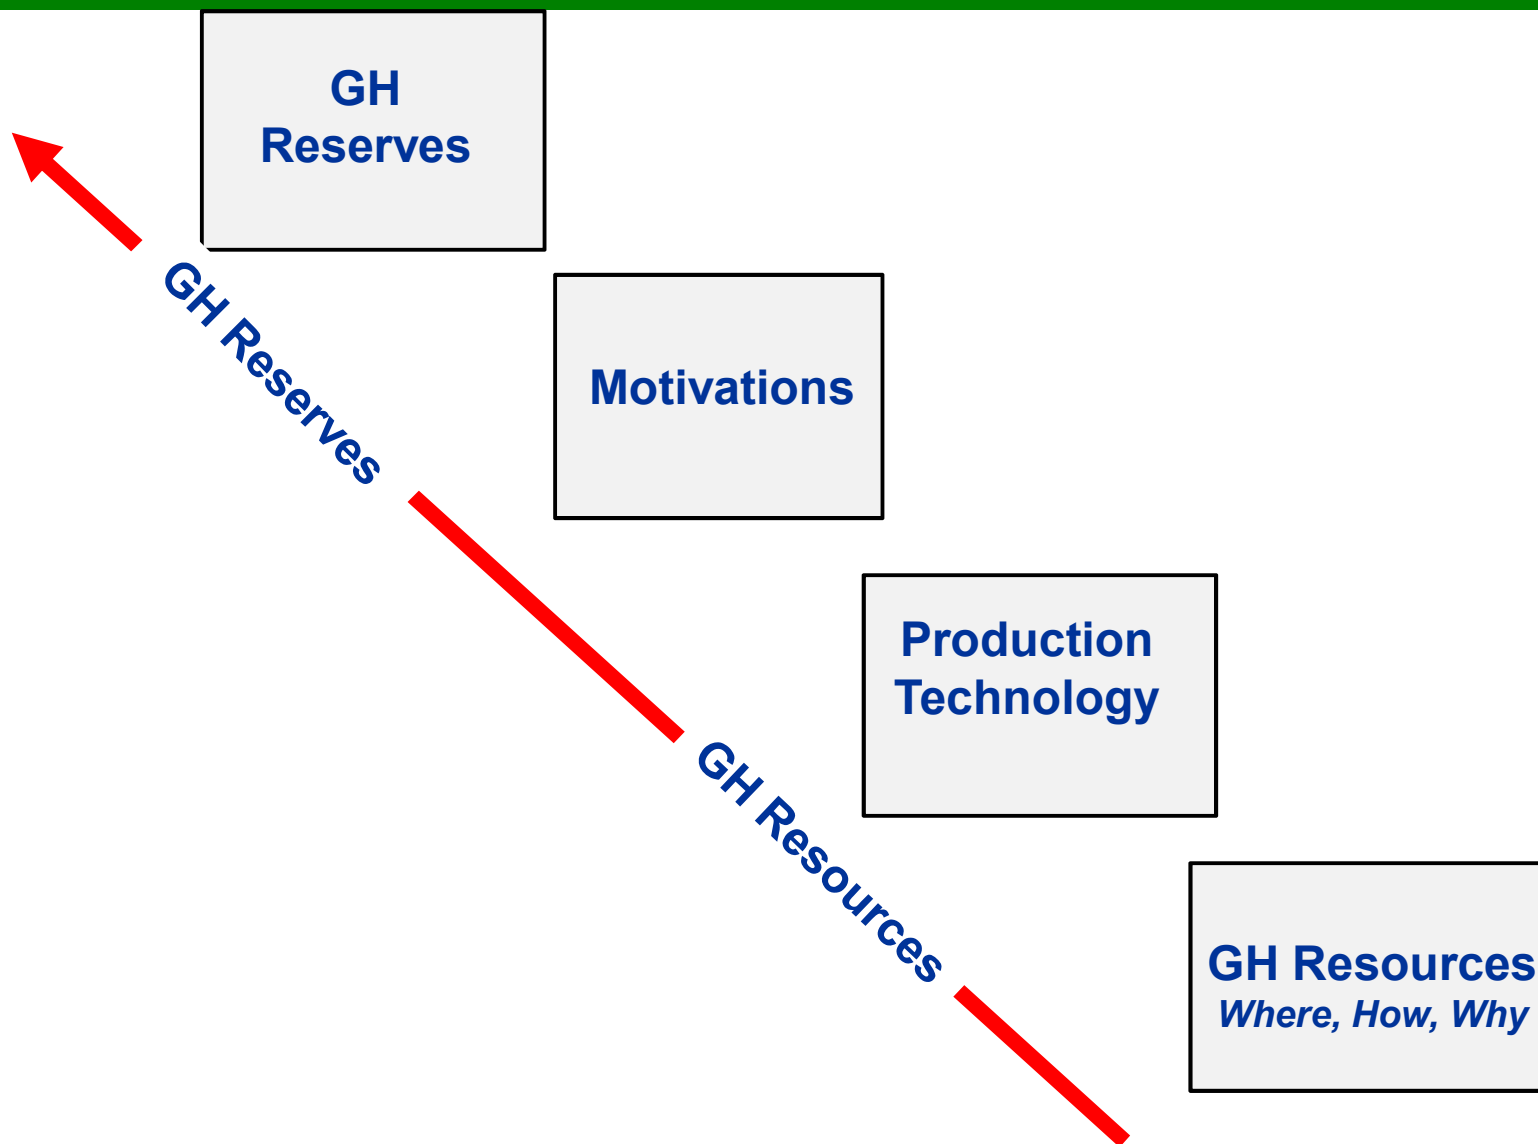 GH
Reserves
GH Reserves
Motivations
Production
Technology
GH Resources
GH Resources
Where, How, Why